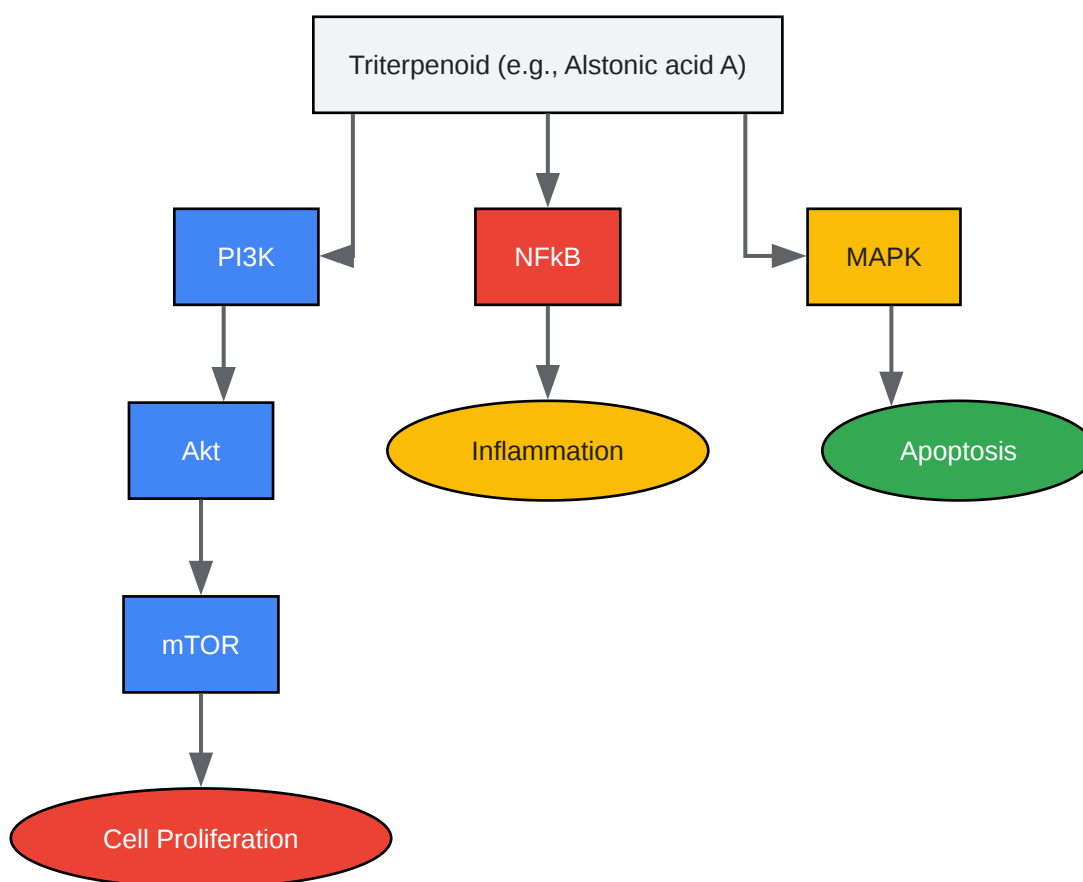 Triterpenoid (e.g., Alstonic acid A)
PI3K
NFkB
MAPK
Akt
Inflammation
Apoptosis
mTOR
Cell Proliferation